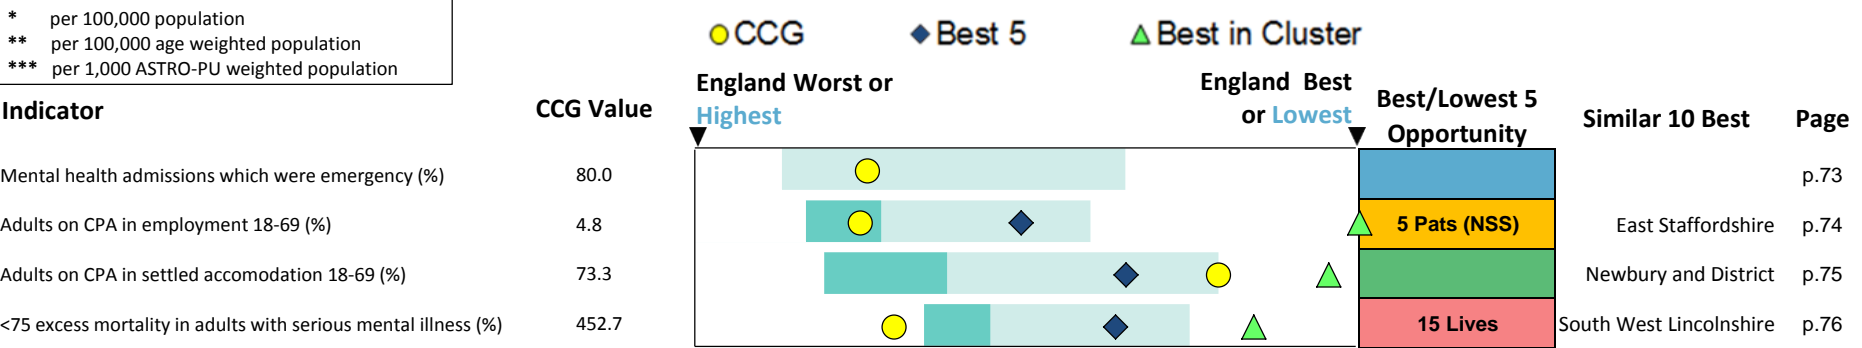 * per 100,000 population
** per 100,000 age weighted population
*** per 1,000 ASTRO-PU weighted population
CCG Best 5 Best in Cluster
Indicator
CCG Value
England Worst or
Highest
England Best
or Lowest
Best/Lowest 5
Opportunity
Similar 10 Best
Page
Mental health admissions which were emergency (%) 80.0 p.73
Adults on CPA in employment 18-69 (%) 4.8 5 Pats (NSS) East Staffordshire p.74
Adults on CPA in settled accomodation 18-69 (%) 73.3 Newbury and District p.75
<75 excess mortality in adults with serious mental illness (%) 452.7 15 Lives South West Lincolnshire p.76